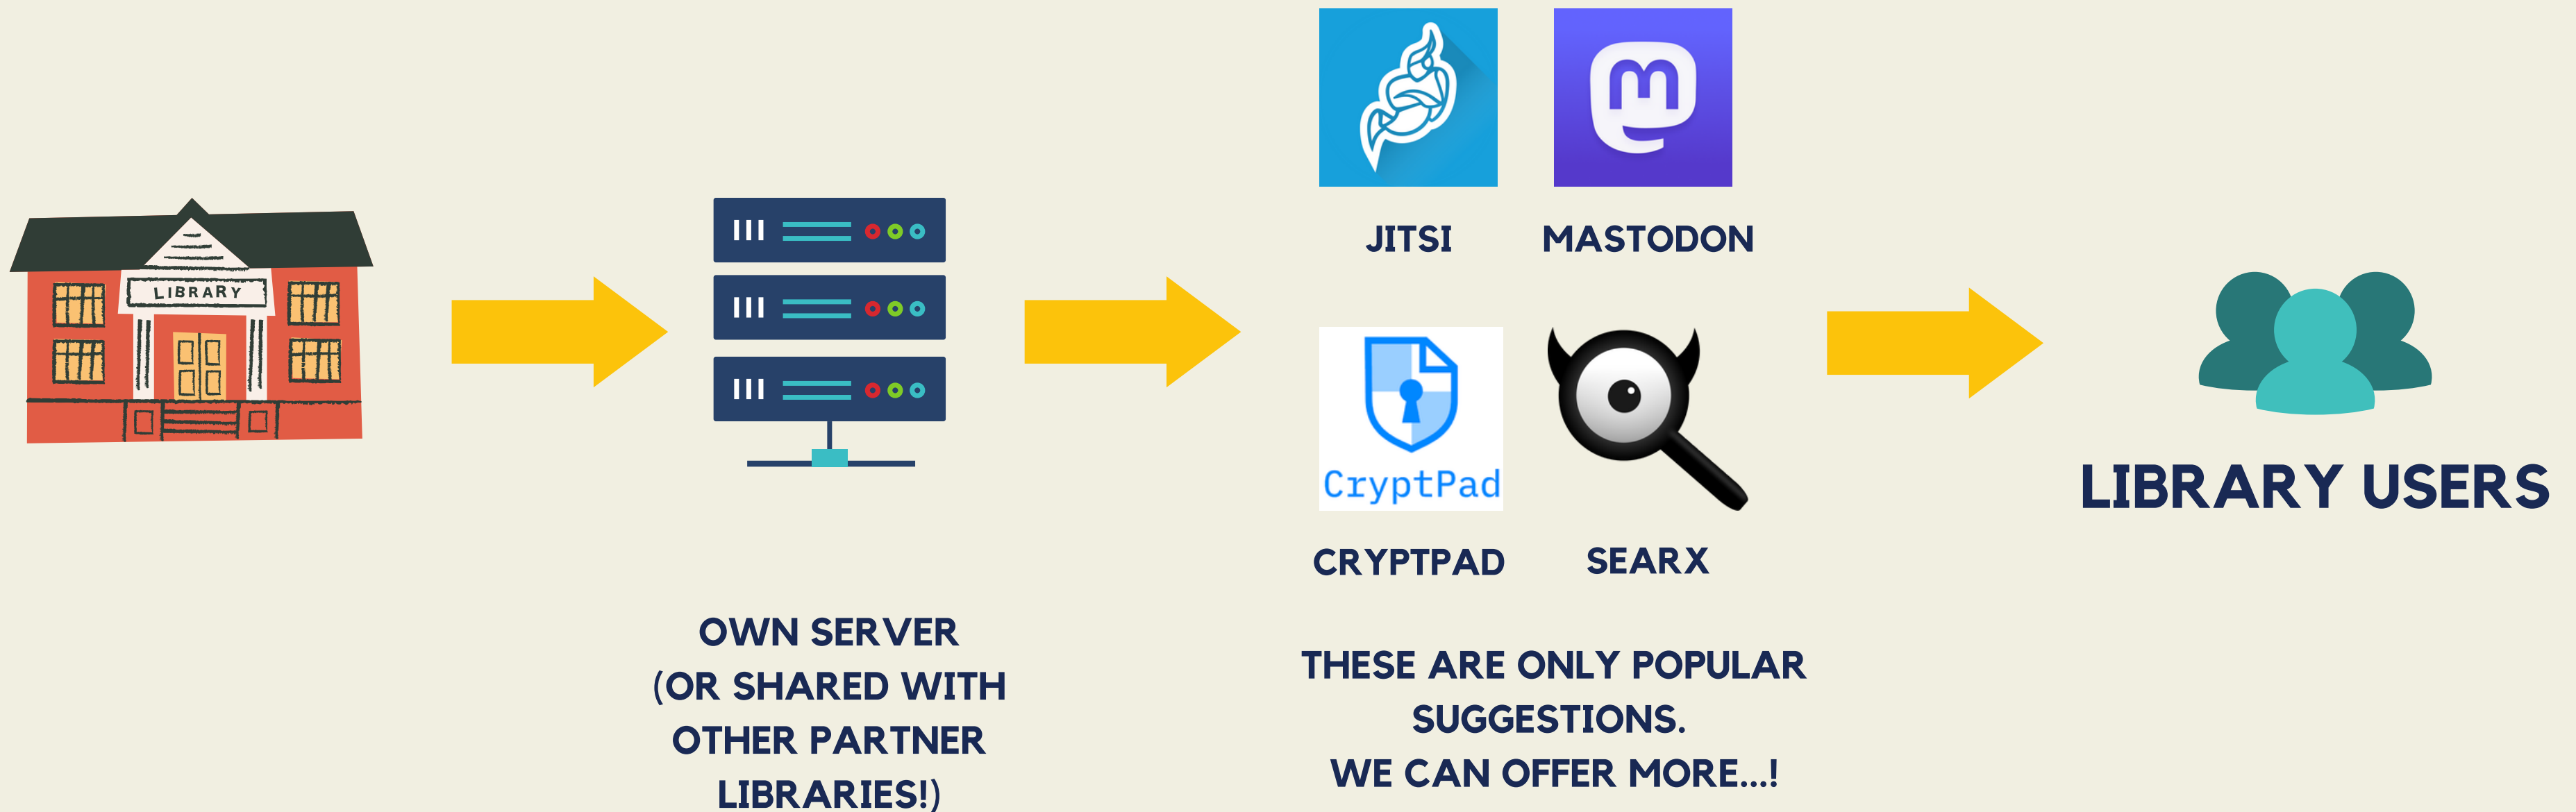 LIBRARY
OWN SERVER
(OR SHARED WITH
OTHER PARTNER
LIBRARIES!)
JITSI
MASTODON
CryptPad
CRYPTPAD
SEARX
THESE ARE ONLY POPULAR
SUGGESTIONS.
WE CAN OFFER MORE...!
LIBRARY USERS